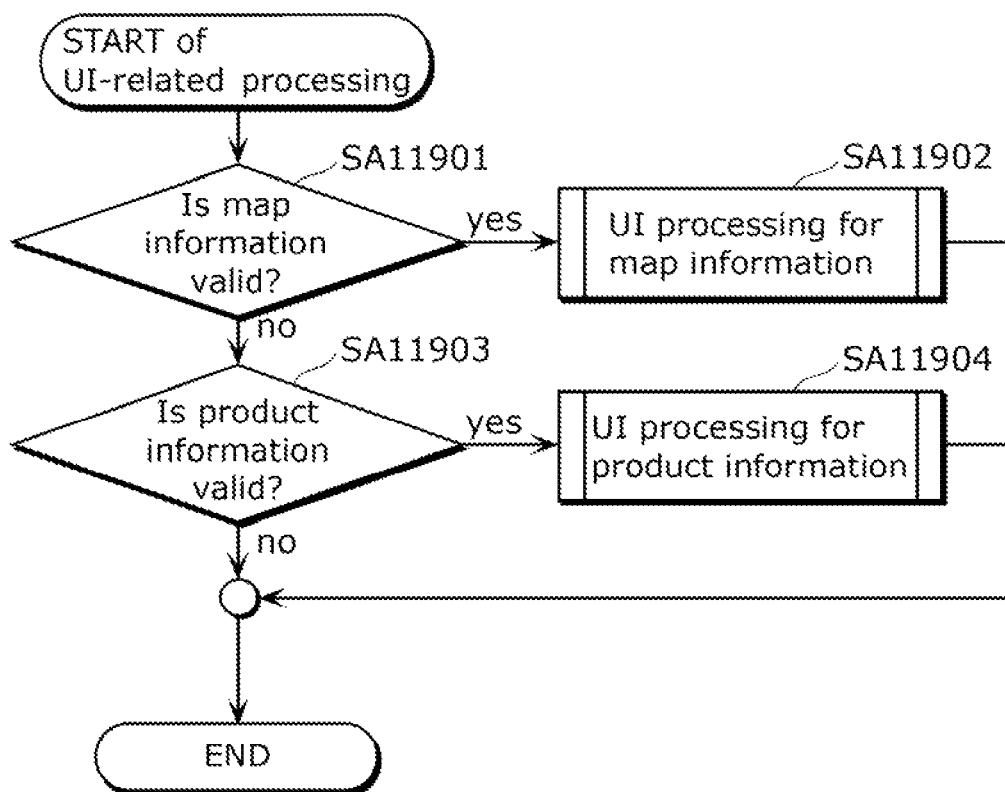 START of
UI-related processing
SA11901
Is map
information
valid?
yes
SA11902
UI processing for
map information
no
SA11903
Is product
information
valid?
yes
SA11904
UI processing for
product information
no
END